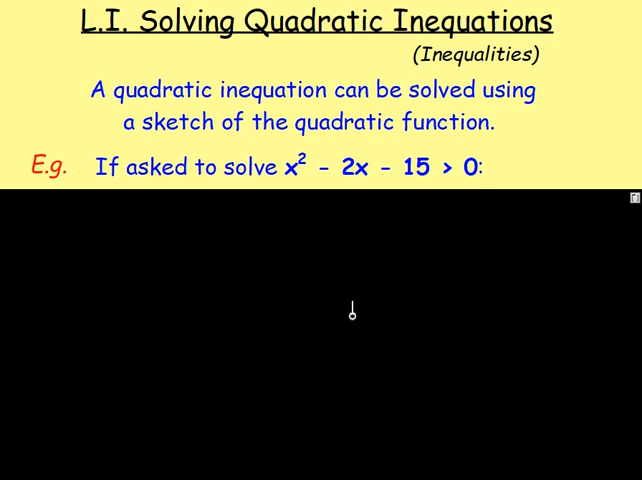 L.I. Solving Quadratic Inequations
(Inequalities)
A quadratic inequation can be solved using
a sketch of the quadratic function.
E.g. If asked to solve x² - 2x - 15 > 0: